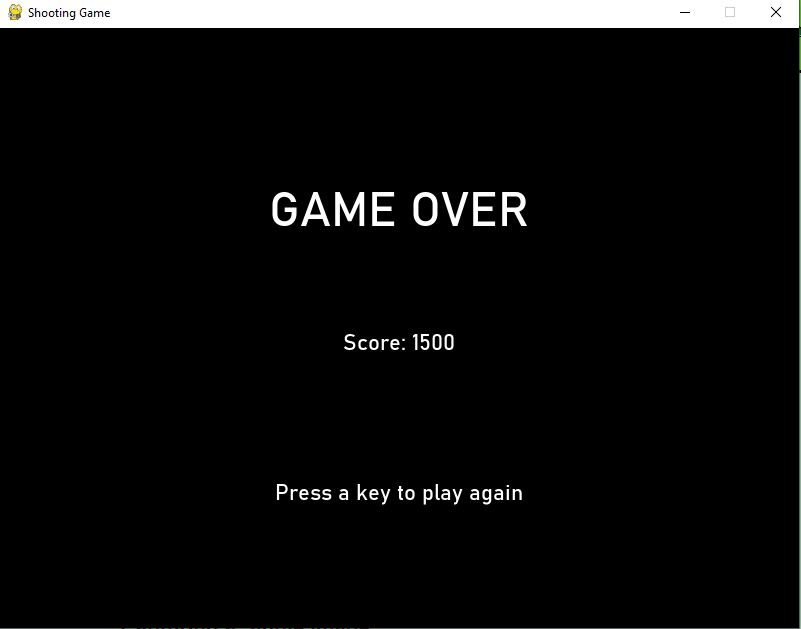 Shooting Game
GAME OVER
Score: 1500
Press a key to play again